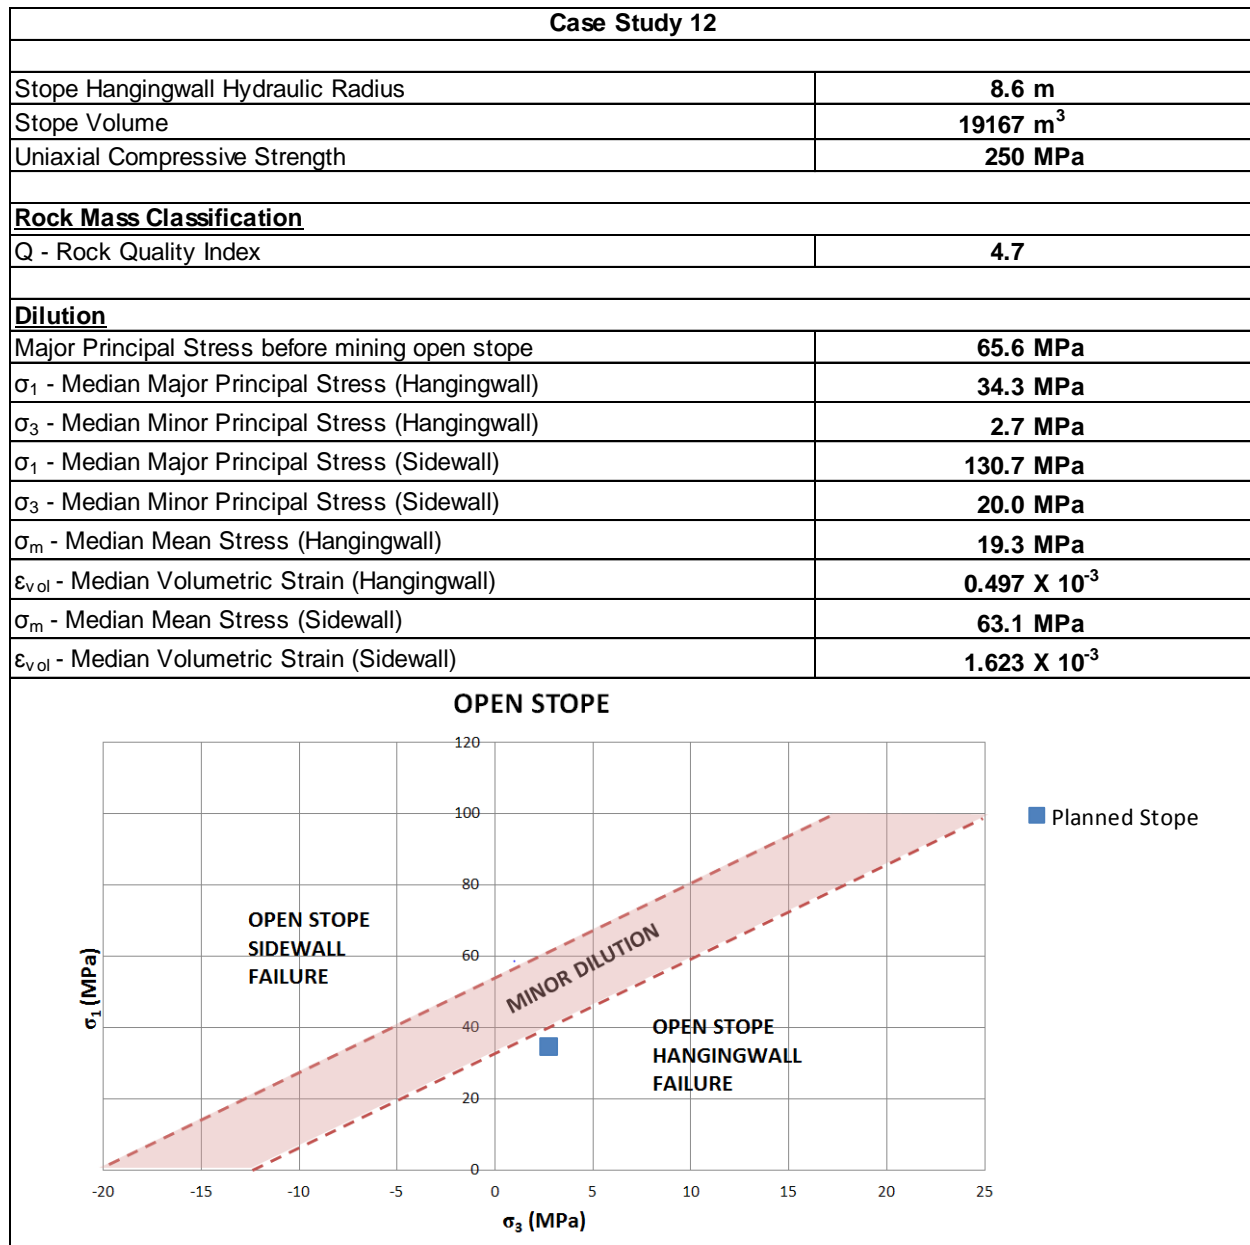 Case Study 12
Stope Hangingwall Hydraulic Radius 8.6 m
Stope Volume 19167 m³
Uniaxial Compressive Strength 250 MPa
Rock Mass Classification
Q - Rock Quality Index 4.7
Dilution
Major Principal Stress before mining open stope 65.6 MPa
σ₁ - Median Major Principal Stress (Hangingwall) 34.3 MPa
σ₃ - Median Minor Principal Stress (Hangingwall) 2.7 MPa
σ₁ - Median Major Principal Stress (Sidewall) 130.7 MPa
σ₃ - Median Minor Principal Stress (Sidewall) 20.0 MPa
σₘ - Median Mean Stress (Hangingwall) 19.3 MPa
εᵥₒₗ - Median Volumetric Strain (Hangingwall) 0.497 X 10⁻³
σₘ - Median Mean Stress (Sidewall) 63.1 MPa
εᵥₒₗ - Median Volumetric Strain (Sidewall) 1.623 X 10⁻³
OPEN STOPE
120
100
80
60
40
20
0
σ₁ (MPa)
OPEN STOPE
SIDEWALL
FAILURE
MINOR DILUTION
OPEN STOPE
HANGINGWALL
FAILURE
Planned Stope
-20 -15 -10 -5 0 5 10 15 20 25
σ₃ (MPa)